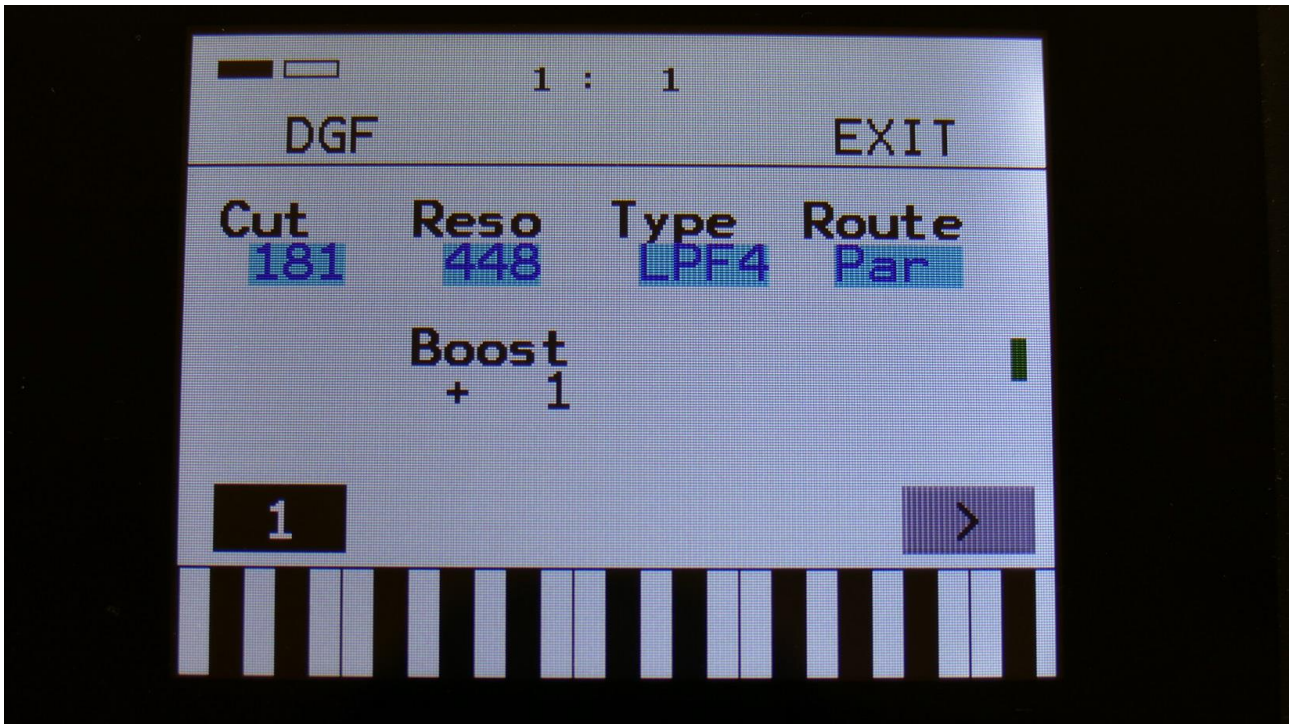 1 : 1
DGF EXIT
Cut Reso Type Route
181 448 LPF4 Par
Boost
+ 1
1 >